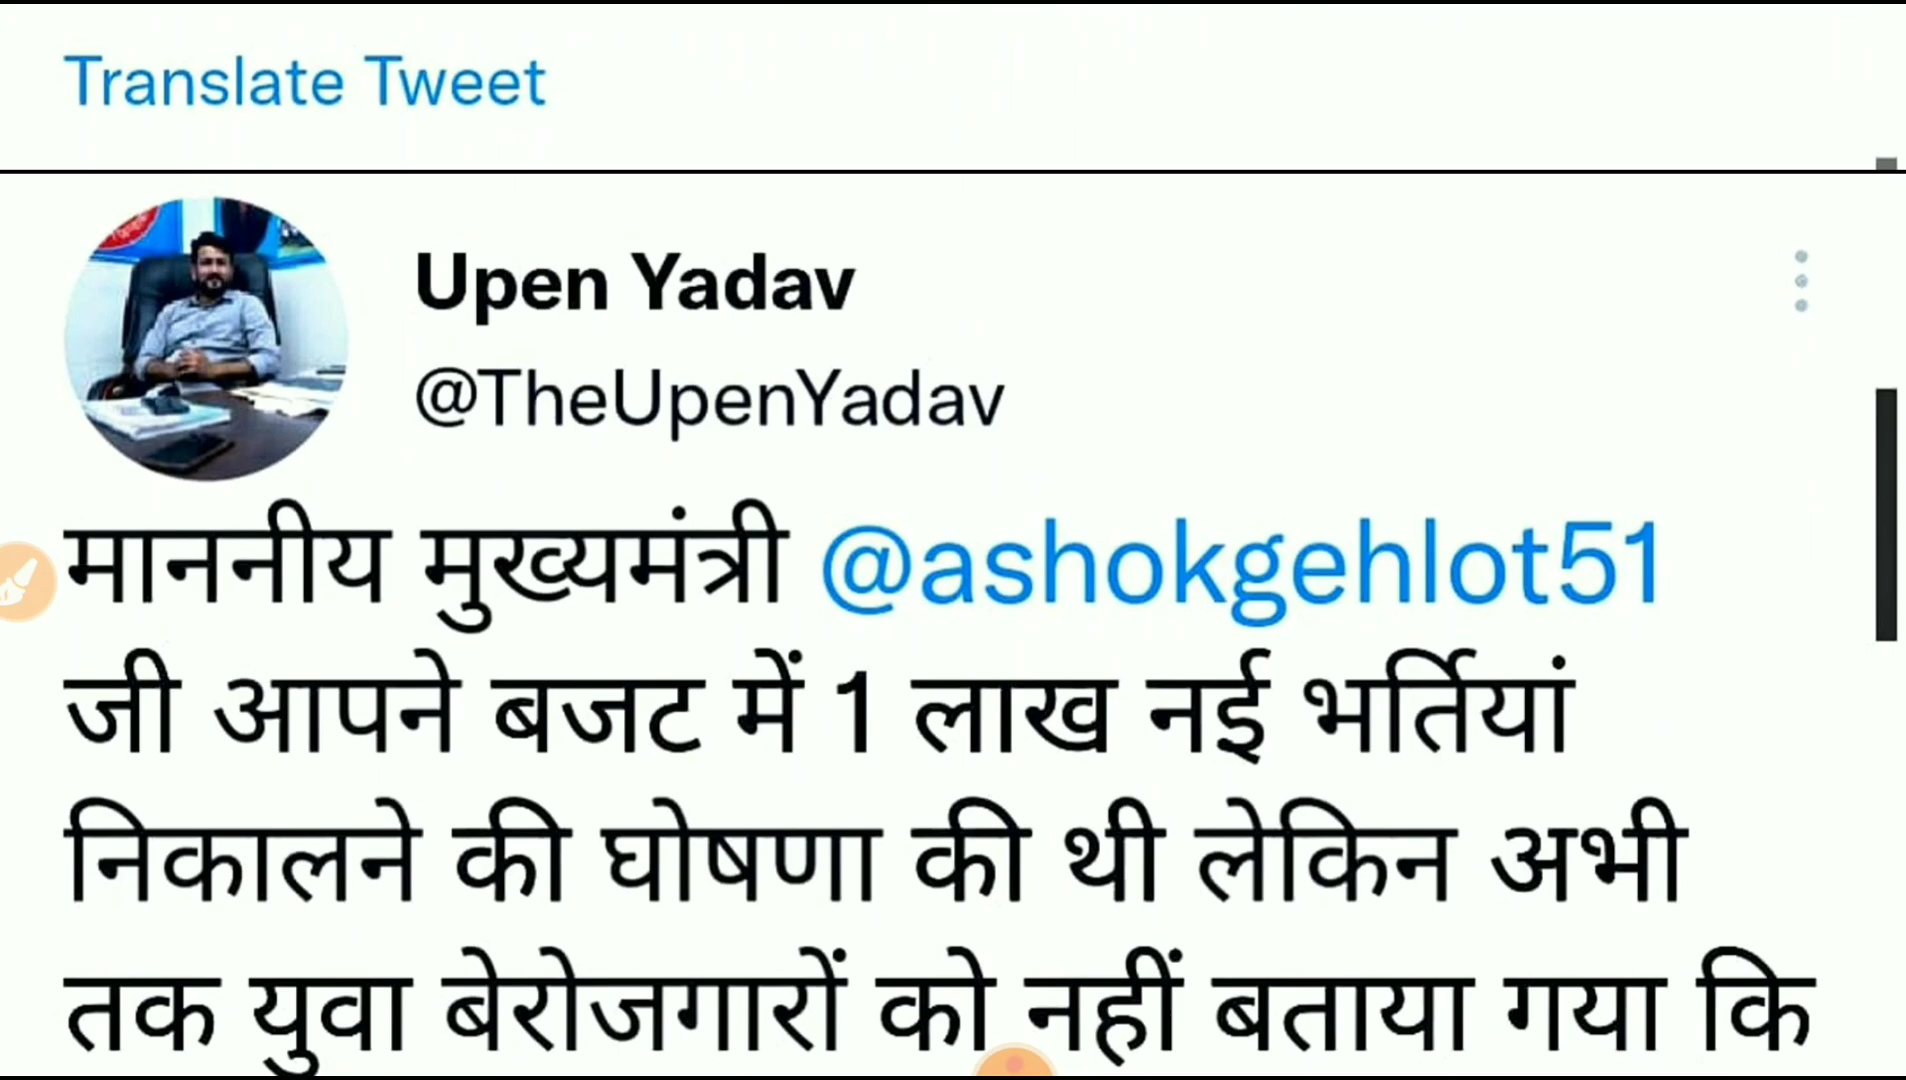 Translate Tweet
Upen Yadav
@TheUpenYadav
माननीय मुख्यमंत्री @ashokgehlot51
जी आपने बजट में 1 लाख नई भर्तियां
निकालने की घोषणा की थी लेकिन अभी
तक युवा बेरोजगारों को नहीं बताया गया कि